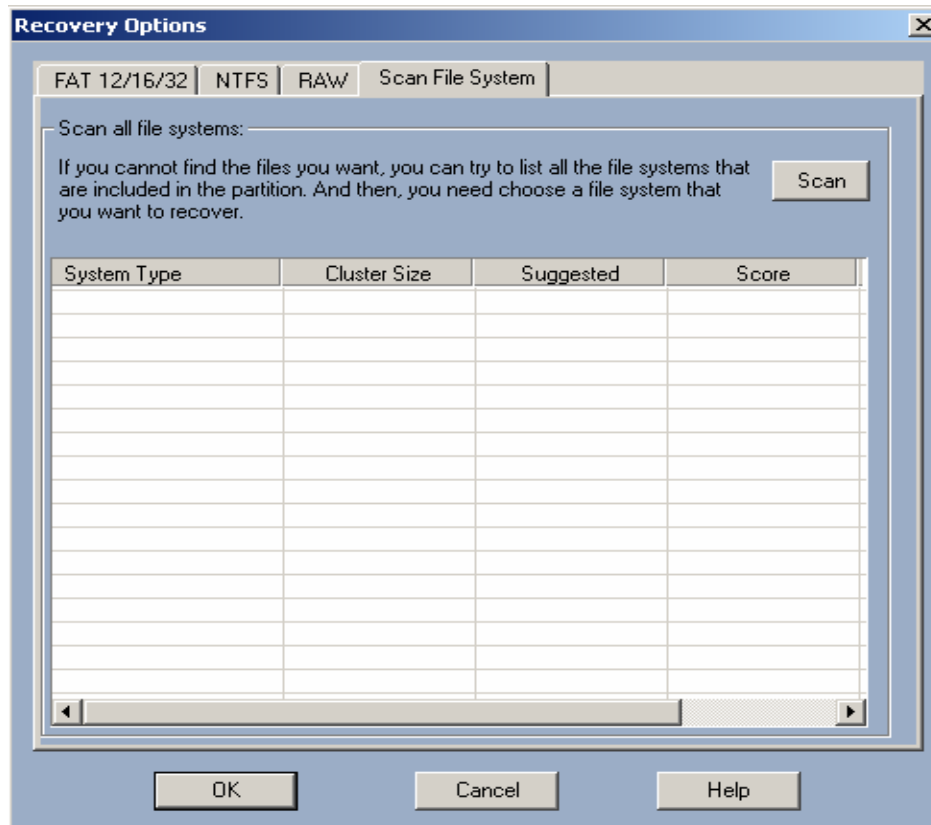 Recovery Options
FAT 12/16/32 NTFS RAW Scan File System
Scan all file systems:
If you cannot find the files you want, you can try to list all the file systems that
are included in the partition. And then, you need choose a file system that
you want to recover.
Scan
System Type Cluster Size Suggested Score
OK Cancel Help